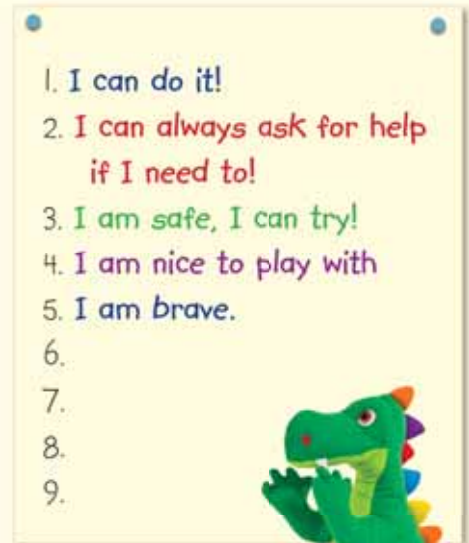 1. I can do it!
2. I can always ask for help
if I need to!
3. I am safe, I can try!
4. I am nice to play with
5. I am brave.
6.
7.
8.
9.